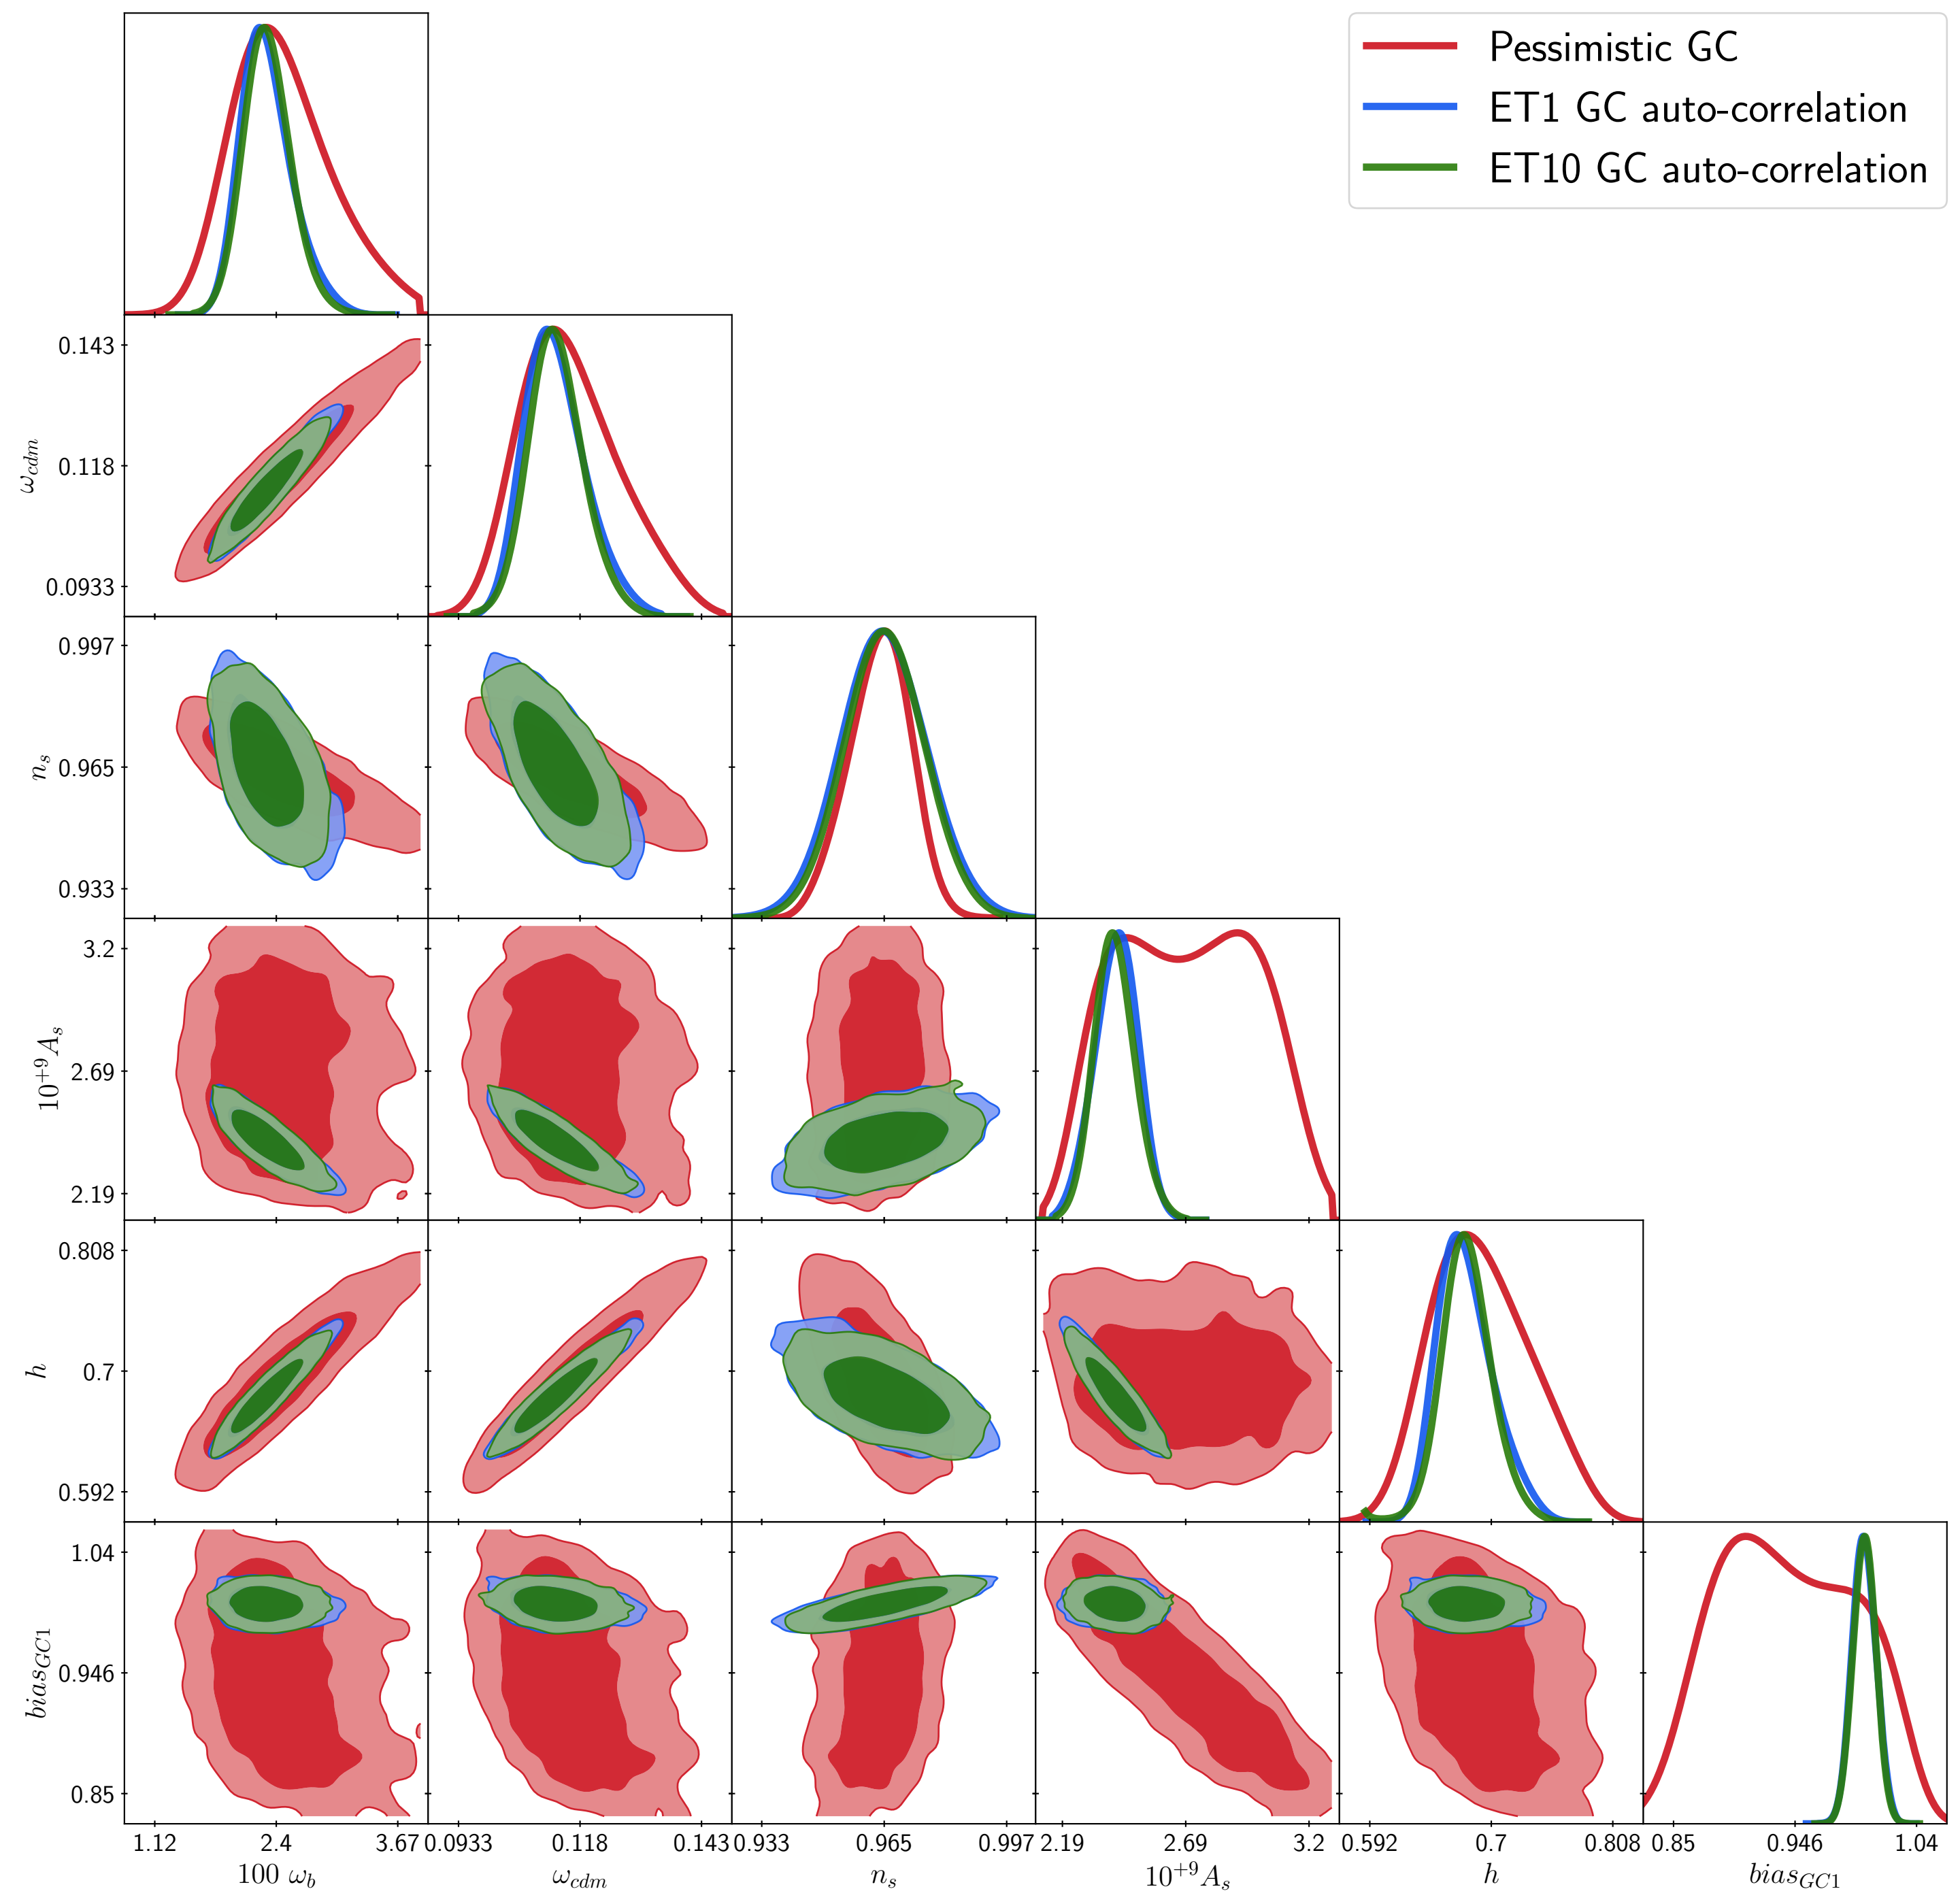 Pessimistic GC
ET1 GC auto-correlation
ET10 GC auto-correlation
0.143
ω_cdm
0.118
0.0933
0.997
n_s
0.965
0.933
3.2
10^{+9}A_s
2.69
2.19
0.808
h
0.7
0.592
1.04
bias_{GC1}
0.946
0.85
1.12 2.4 3.67 0.0933 0.118 0.143 0.933 0.965 0.997 2.19 2.69 3.2 0.592 0.7 0.808 0.85 0.946 1.04
100 ω_b ω_cdm n_s 10^{+9}A_s h bias_{GC1}